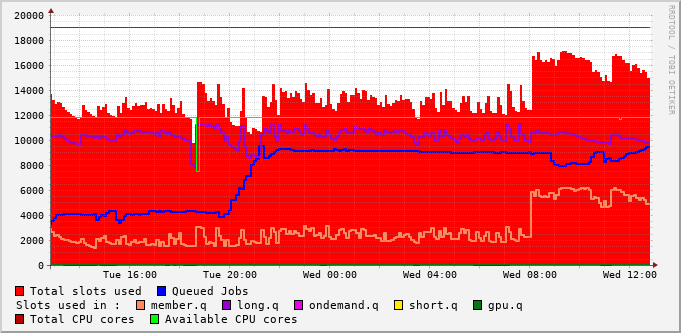 RRDTOOL / TOBI OETIKER
20000
18000
16000
14000
12000
10000
8000
6000
4000
2000
0
Tue 16:00 Tue 20:00 Wed 00:00 Wed 04:00 Wed 08:00 Wed 12:00
Total slots used Queued Jobs
Slots used in : member.q long.q ondemand.q short.q gpu.q
Total CPU cores Available CPU cores